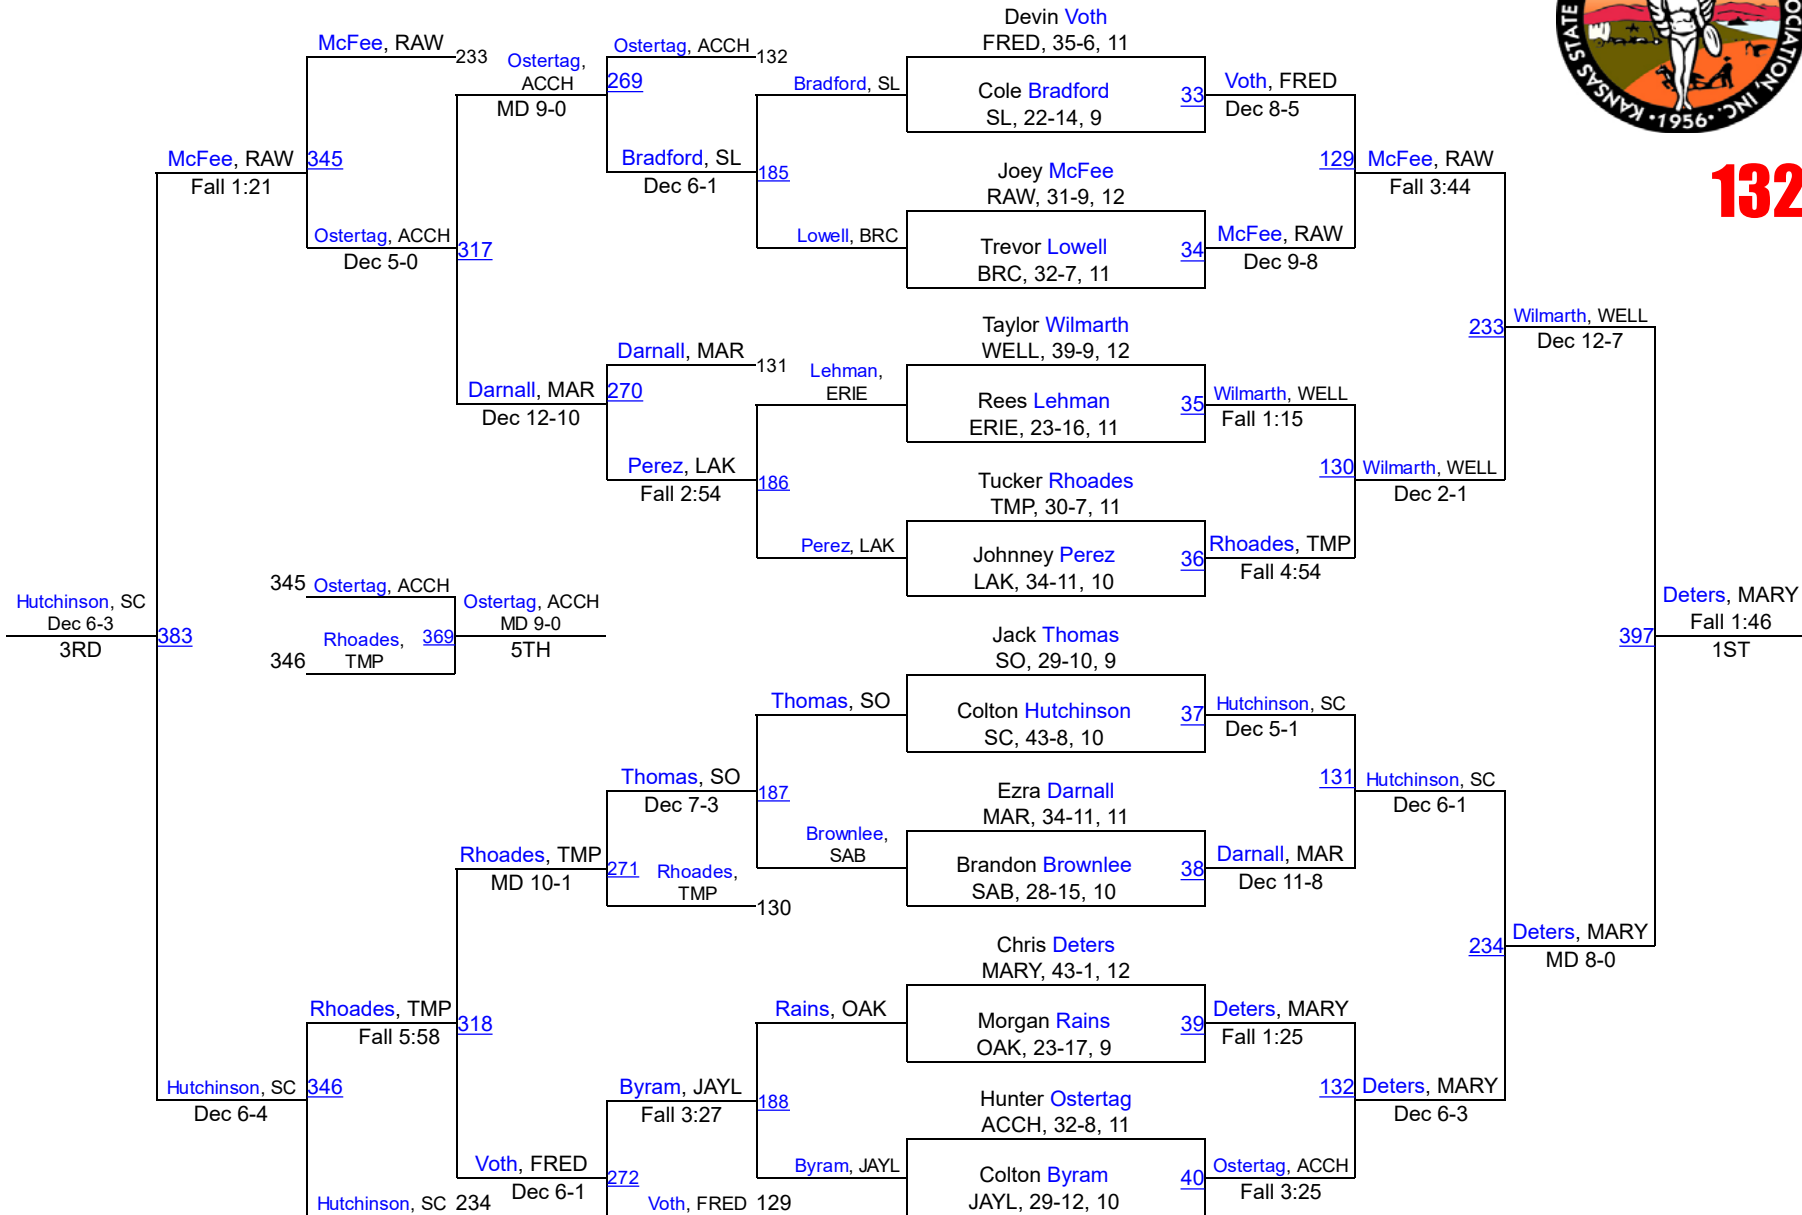 KANSAS STATE
OCIATION, INC.
•1956•
132
McFee, RAW
233
McFee, RAW
Fall 1:21
345
Ostertag, ACCH
Dec 5-0
317
Ostertag,
ACCH
MD 9-0
269
Ostertag, ACCH
132
Bradford, SL
Dec 6-1
185
Bradford, SL
Lowell, BRC
Darnall, MAR
Dec 12-10
270
Darnall, MAR
131
Perez, LAK
Fall 2:54
186
Lehman,
ERIE
Perez, LAK
Devin Voth
FRED, 35-6, 11
Cole Bradford
SL, 22-14, 9
33
Voth, FRED
Dec 8-5
Joey McFee
RAW, 31-9, 12
Trevor Lowell
BRC, 32-7, 11
34
McFee, RAW
Dec 9-8
129
McFee, RAW
Fall 3:44
Taylor Wilmarth
WELL, 39-9, 12
Rees Lehman
ERIE, 23-16, 11
35
Wilmarth, WELL
Fall 1:15
Tucker Rhoades
TMP, 30-7, 11
Johnney Perez
LAK, 34-11, 10
36
Rhoades, TMP
Fall 4:54
130
Wilmarth, WELL
Dec 2-1
233
Wilmarth, WELL
Dec 12-7
Hutchinson, SC
Dec 6-3
3RD
383
345
Ostertag, ACCH
346
Rhoades,
TMP
369
Ostertag, ACCH
MD 9-0
5TH
397
Deters, MARY
Fall 1:46
1ST
Jack Thomas
SO, 29-10, 9
Colton Hutchinson
SC, 43-8, 10
37
Hutchinson, SC
Dec 5-1
Ezra Darnall
MAR, 34-11, 11
Brandon Brownlee
SAB, 28-15, 10
38
Darnall, MAR
Dec 11-8
131
Hutchinson, SC
Dec 6-1
Chris Deters
MARY, 43-1, 12
Morgan Rains
OAK, 23-17, 9
39
Deters, MARY
Fall 1:25
Hunter Ostertag
ACCH, 32-8, 11
Colton Byram
JAYL, 29-12, 10
40
Ostertag, ACCH
Fall 3:25
132
Deters, MARY
Dec 6-3
234
Deters, MARY
MD 8-0
Thomas, SO
Brownlee,
SAB
187
Thomas, SO
Dec 7-3
Rhoades,
TMP
130
271
Rhoades, TMP
MD 10-1
Rains, OAK
Byram, JAYL
188
Byram, JAYL
Fall 3:27
Voth, FRED 129
272
Voth, FRED
Dec 6-1
318
Rhoades, TMP
Fall 5:58
Hutchinson, SC 234
346
Hutchinson, SC
Dec 6-4